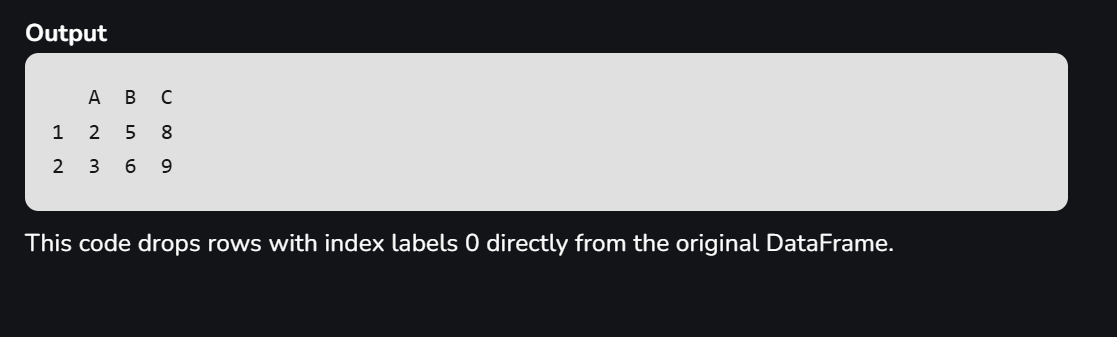 Output
   A  B  C
1  2  5  8
2  3  6  9
This code drops rows with index labels 0 directly from the original DataFrame.